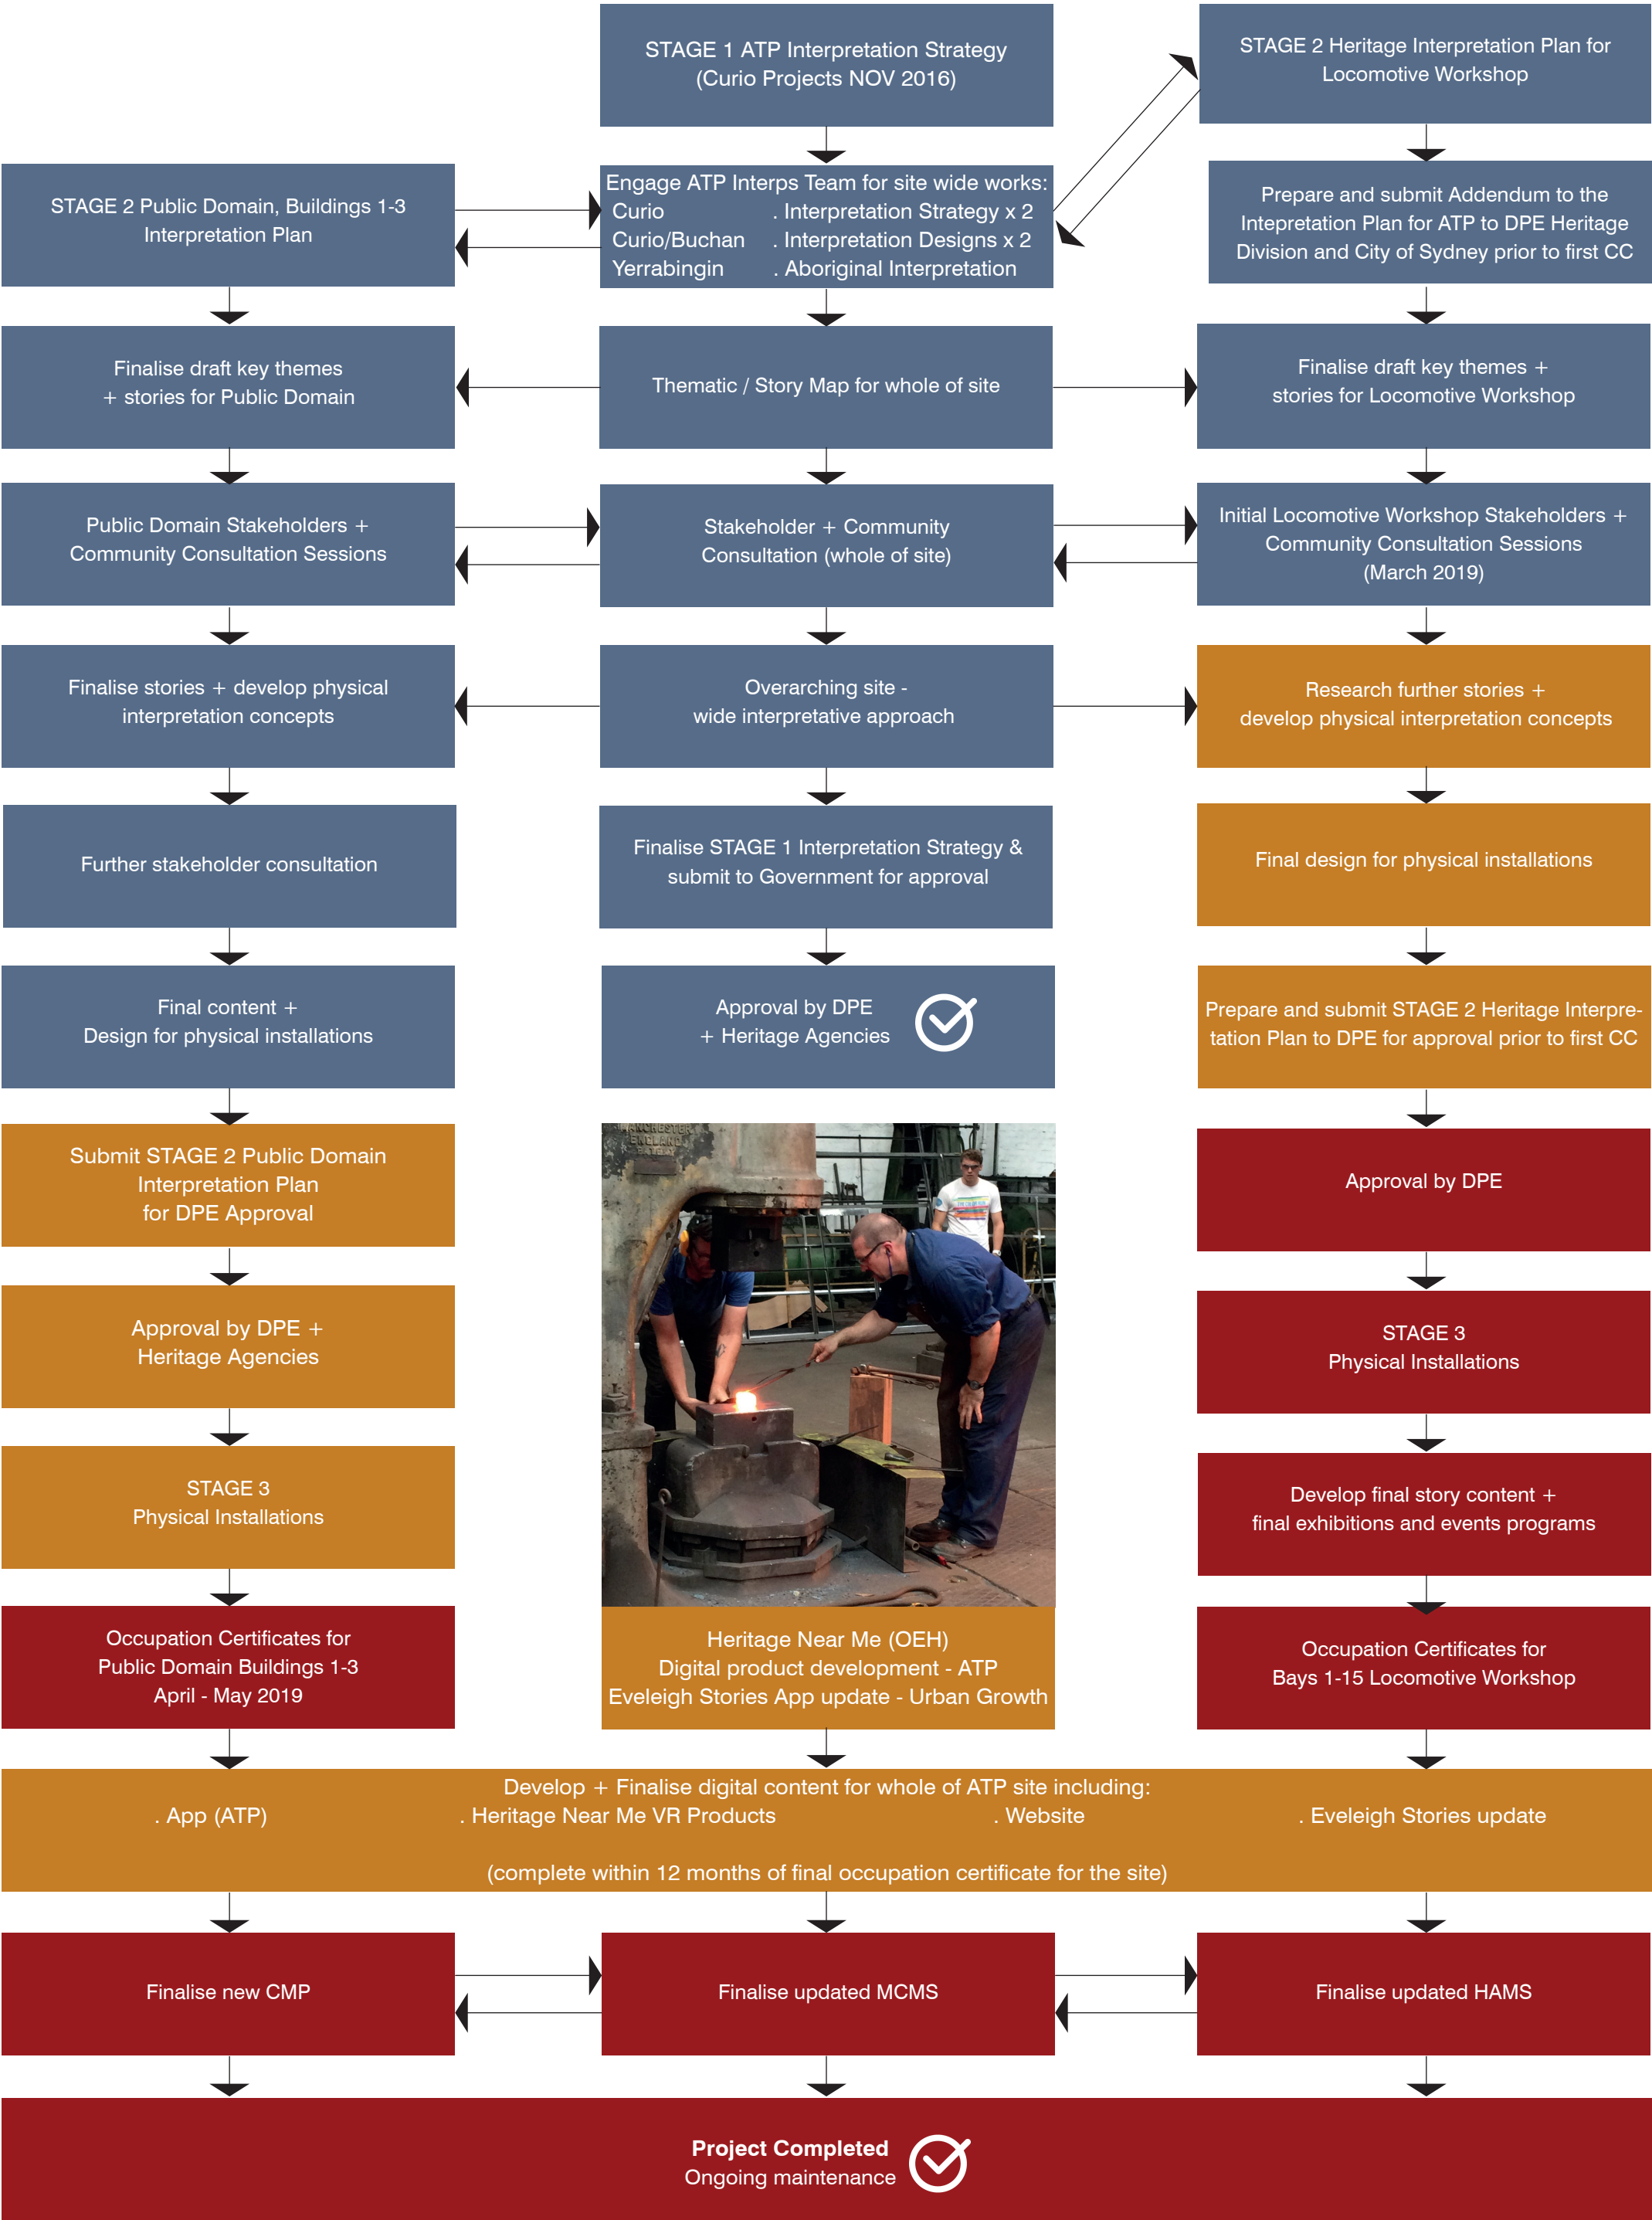 STAGE 1 ATP Interpretation Strategy
(Curio Projects NOV 2016)
STAGE 2 Heritage Interpretation Plan for
Locomotive Workshop
STAGE 2 Public Domain, Buildings 1-3
Interpretation Plan
Engage ATP Interps Team for site wide works:
Curio . Interpretation Strategy x 2
Curio/Buchan . Interpretation Designs x 2
Yerrabingin . Aboriginal Interpretation
Prepare and submit Addendum to the
Intepretation Plan for ATP to DPE Heritage
Division and City of Sydney prior to first CC
Finalise draft key themes
+ stories for Public Domain
Thematic / Story Map for whole of site
Finalise draft key themes +
stories for Locomotive Workshop
Public Domain Stakeholders +
Community Consultation Sessions
Stakeholder + Community
Consultation (whole of site)
Initial Locomotive Workshop Stakeholders +
Community Consultation Sessions
(March 2019)
Finalise stories + develop physical
interpretation concepts
Overarching site -
wide interpretative approach
Research further stories +
develop physical interpretation concepts
Further stakeholder consultation
Finalise STAGE 1 Interpretation Strategy &
submit to Government for approval
Final design for physical installations
Final content +
Design for physical installations
Approval by DPE
+ Heritage Agencies
Prepare and submit STAGE 2 Heritage Interpre-
tation Plan to DPE for approval prior to first CC
Submit STAGE 2 Public Domain
Interpretation Plan
for DPE Approval
MANCHESTER
ENGLAND
Approval by DPE
Approval by DPE +
Heritage Agencies
STAGE 3
Physical Installations
STAGE 3
Physical Installations
Develop final story content +
final exhibitions and events programs
Occupation Certificates for
Public Domain Buildings 1-3
April - May 2019
Heritage Near Me (OEH)
Digital product development - ATP
Eveleigh Stories App update - Urban Growth
Occupation Certificates for
Bays 1-15 Locomotive Workshop
Develop + Finalise digital content for whole of ATP site including:
. App (ATP) . Heritage Near Me VR Products . Website . Eveleigh Stories update
(complete within 12 months of final occupation certificate for the site)
Finalise new CMP
Finalise updated MCMS
Finalise updated HAMS
Project Completed
Ongoing maintenance